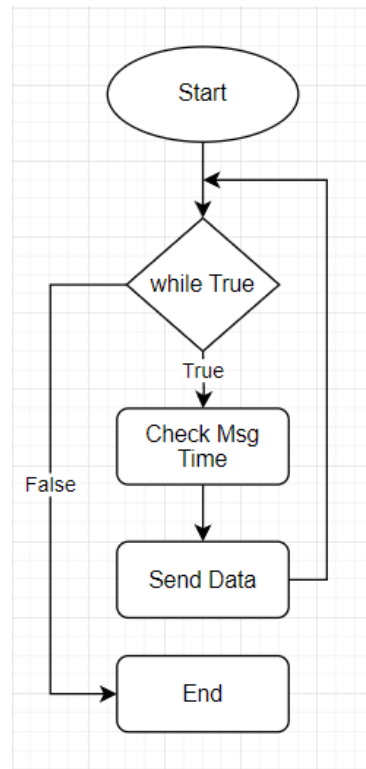 Start
while True
True
Check Msg
Time
False
Send Data
End